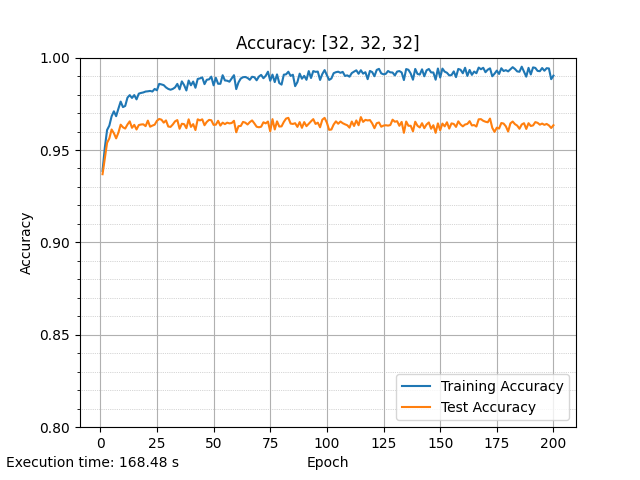 Accuracy: [32, 32, 32]
1.00
0.95
0.90
0.85
0.80
Accuracy
Training Accuracy
Test Accuracy
0 25 50 75 100 125 150 175 200
Execution time: 168.48 s
Epoch